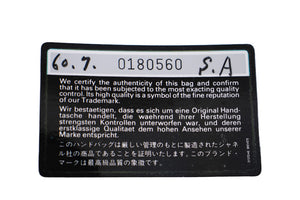 60.7. 0180560 S.A
We certify the authenticity of this bag and confirm
that it has been subjected to the most exacting quality
control. Its high quality is a symbol of the fine reputation
of our Trademark.
Wir bestaetigen, dass es sich um eine Original Hand-
tasche handelt, die waehrend ihrer Herstellung
strengsten Kontrollen unterworfen war, und deren
erstklassige Qualitaet dem hohen Ansehen unserer
Marke entspricht.
このハンドバッグは厳しい管理のもとに製造されたシャネ
ル社の商品であることを証明します。このブランド・
マークは最高級品質の象徴です。